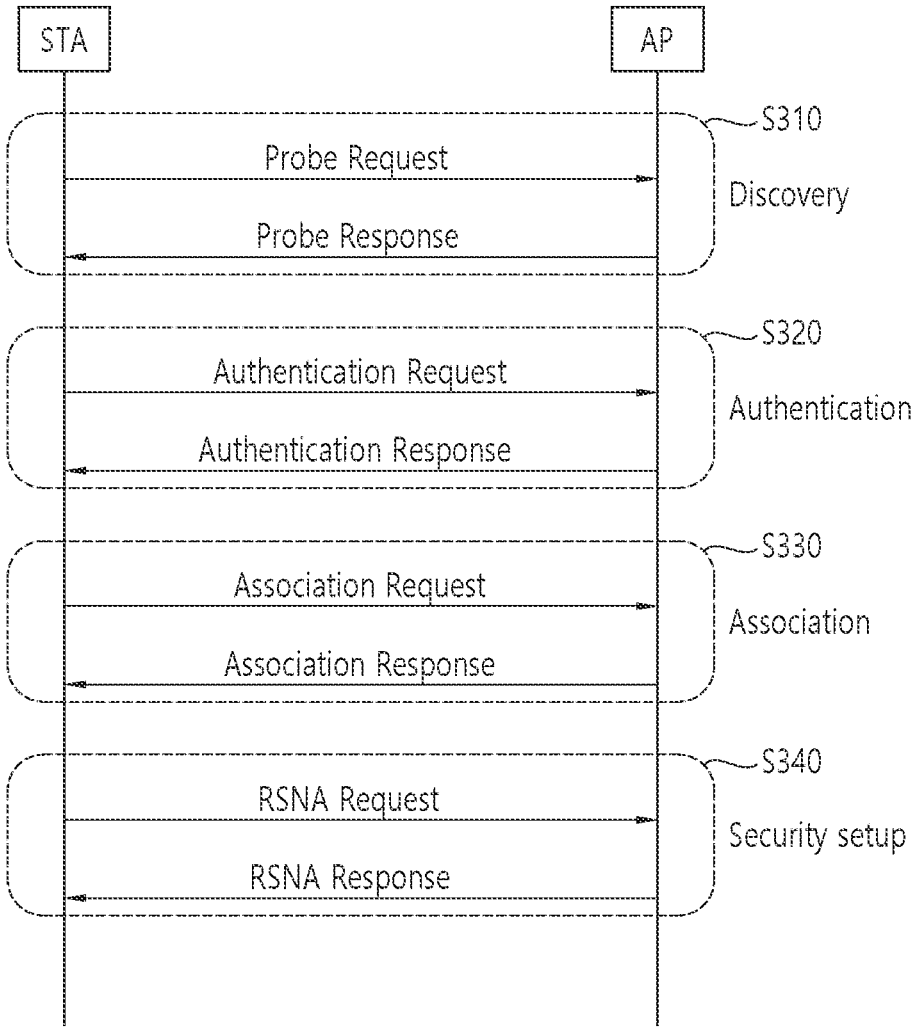 STA
AP
S310
Probe Request
Discovery
Probe Response
S320
Authentication Request
Authentication
Authentication Response
S330
Association Request
Association
Association Response
S340
RSNA Request
Security setup
RSNA Response